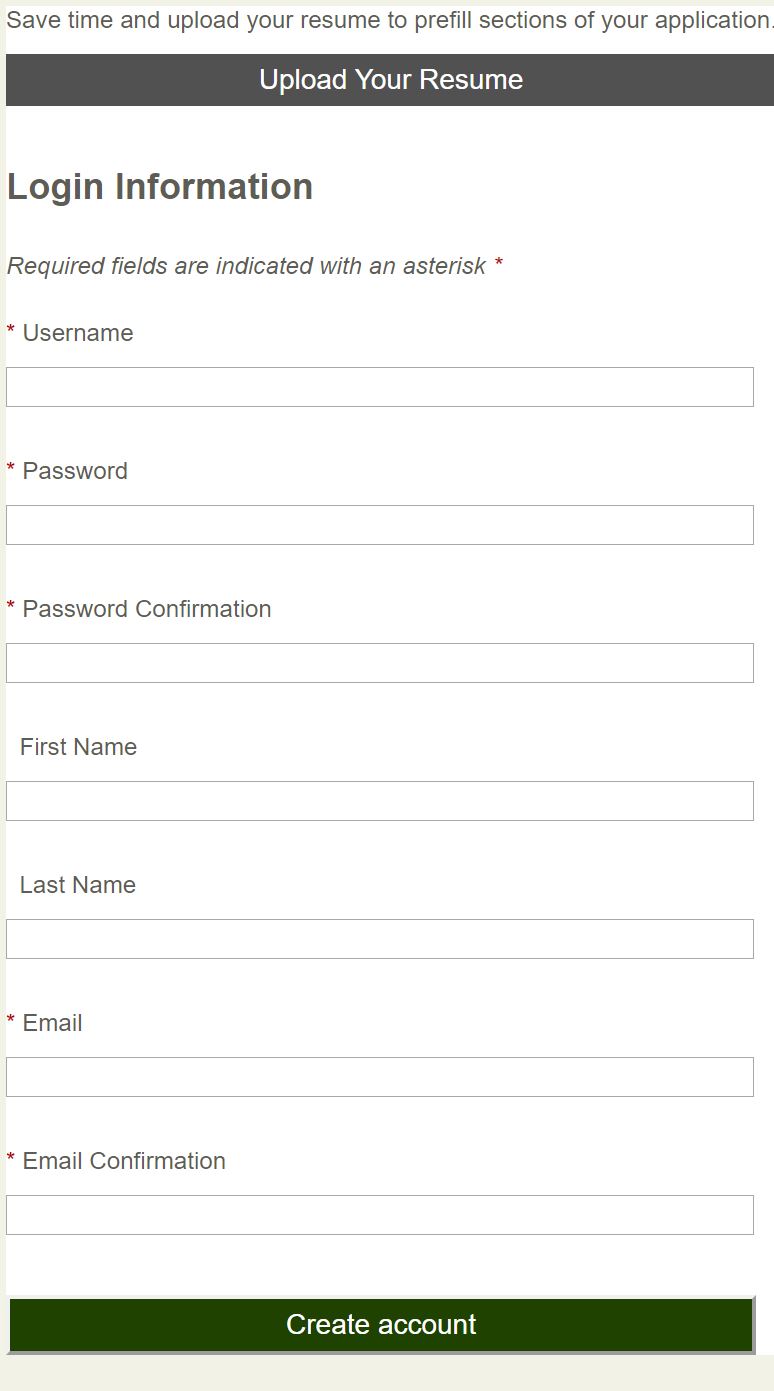 Save time and upload your resume to prefill sections of your application.
Upload Your Resume
Login Information
Required fields are indicated with an asterisk *
* Username
* Password
* Password Confirmation
First Name
Last Name
* Email
* Email Confirmation
Create account